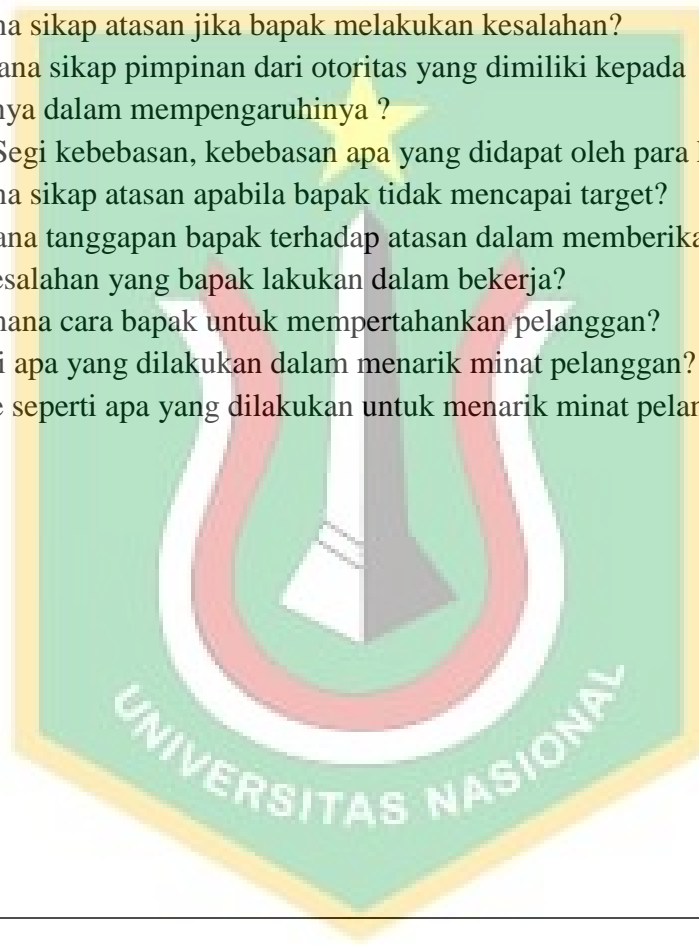 na sikap atasan jika bapak melakukan kesalahan?
ana sikap pimpinan dari otoritas yang dimiliki kepada
nya dalam mempengaruhinya ?
Segi kebebasan, kebebasan apa yang didapat oleh para
na sikap atasan apabila bapak tidak mencapai target?
ana tanggapan bapak terhadap atasan dalam memberika
esalahan yang bapak lakukan dalam bekerja?
nana cara bapak untuk mempertahankan pelanggan?
i apa yang dilakukan dalam menarik minat pelanggan?
e seperti apa yang dilakukan untuk menarik minat pelan
UNIVERSITAS NASIONAL